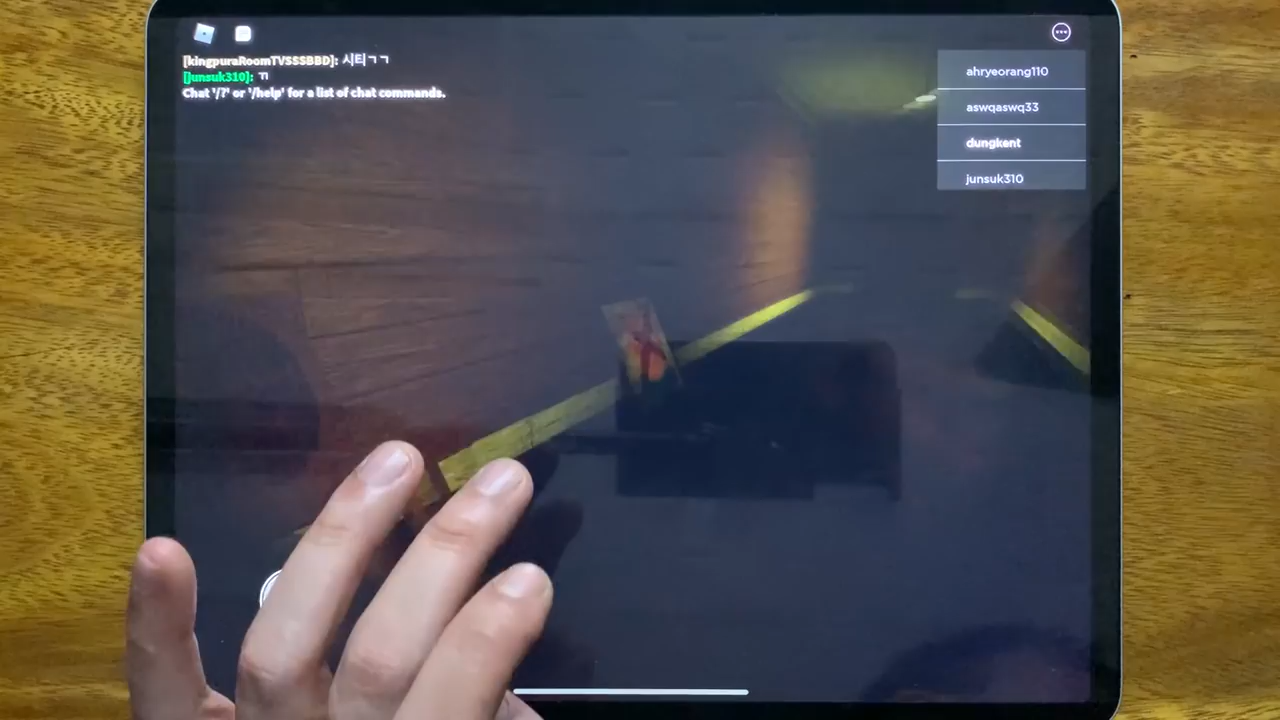 [kingpuraRoomTVSSSBBD]: 시티ㄱㄱ
[junsuk310]: ㄲ
Chat '/?' or '/help' for a list of chat commands.
ahryeorang110
aswqaswq33
dungkent
junsuk310